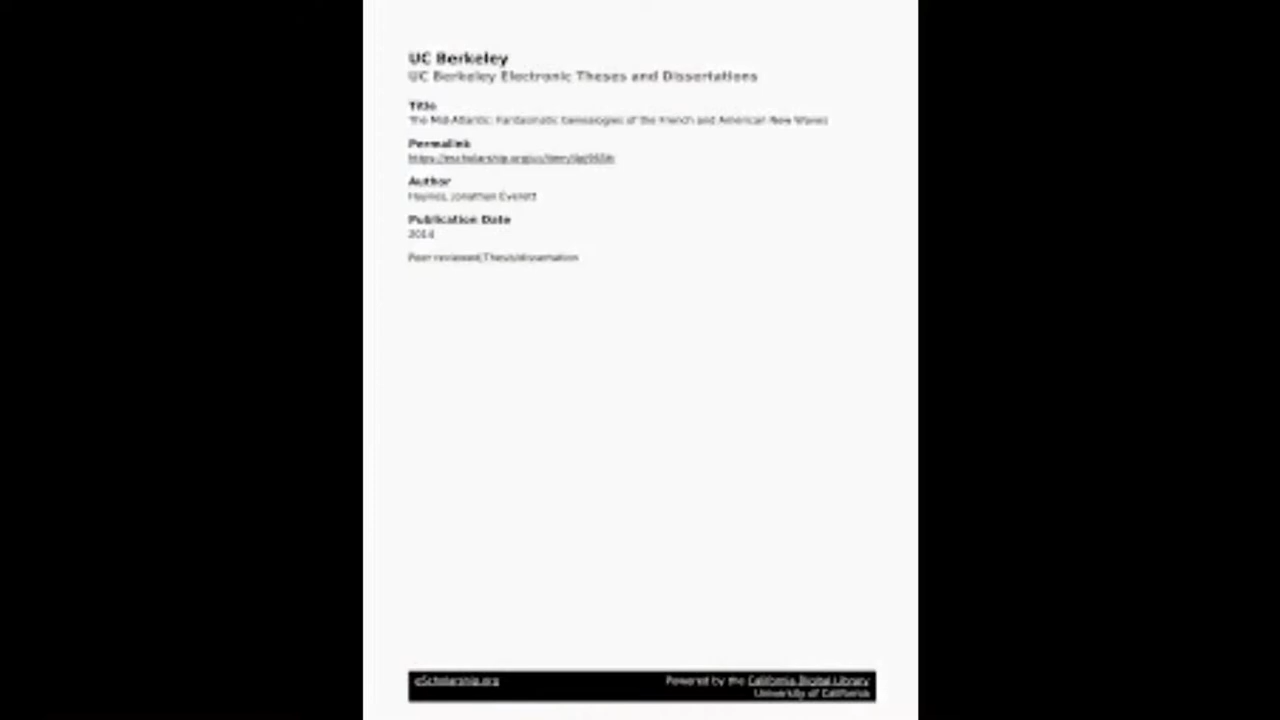 UC Berkeley
UC Berkeley Electronic Theses and Dissertations
Title
The Mid-Atlantic: Fantasmatic Genealogies of the French and American New Waves
Permalink
Author
Haynes, Jonathan Everett
Publication Date
2014
Peer reviewed|Thesis/dissertation
eScholarship.org
Powered by the California Digital Library
University of California